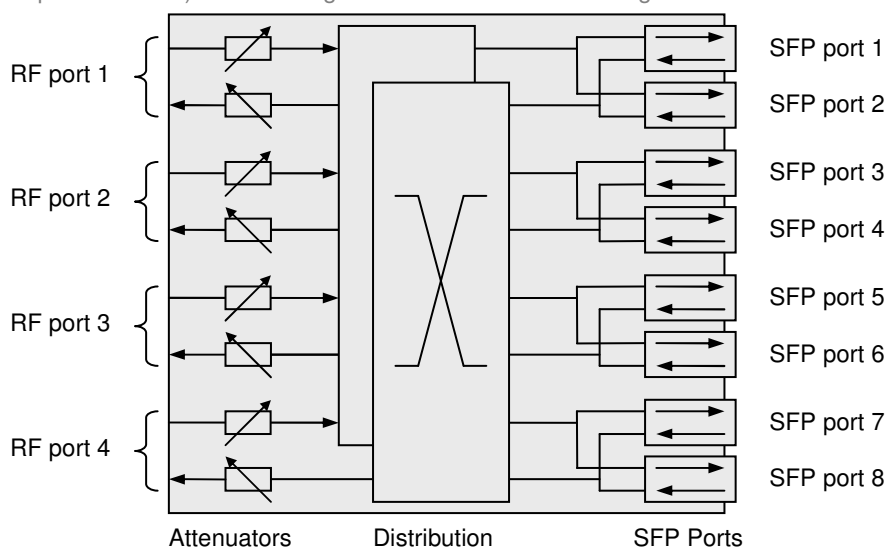 RF port 1
RF port 2
RF port 3
RF port 4
SFP port 1
SFP port 2
SFP port 3
SFP port 4
SFP port 5
SFP port 6
SFP port 7
SFP port 8
Attenuators
Distribution
SFP Ports